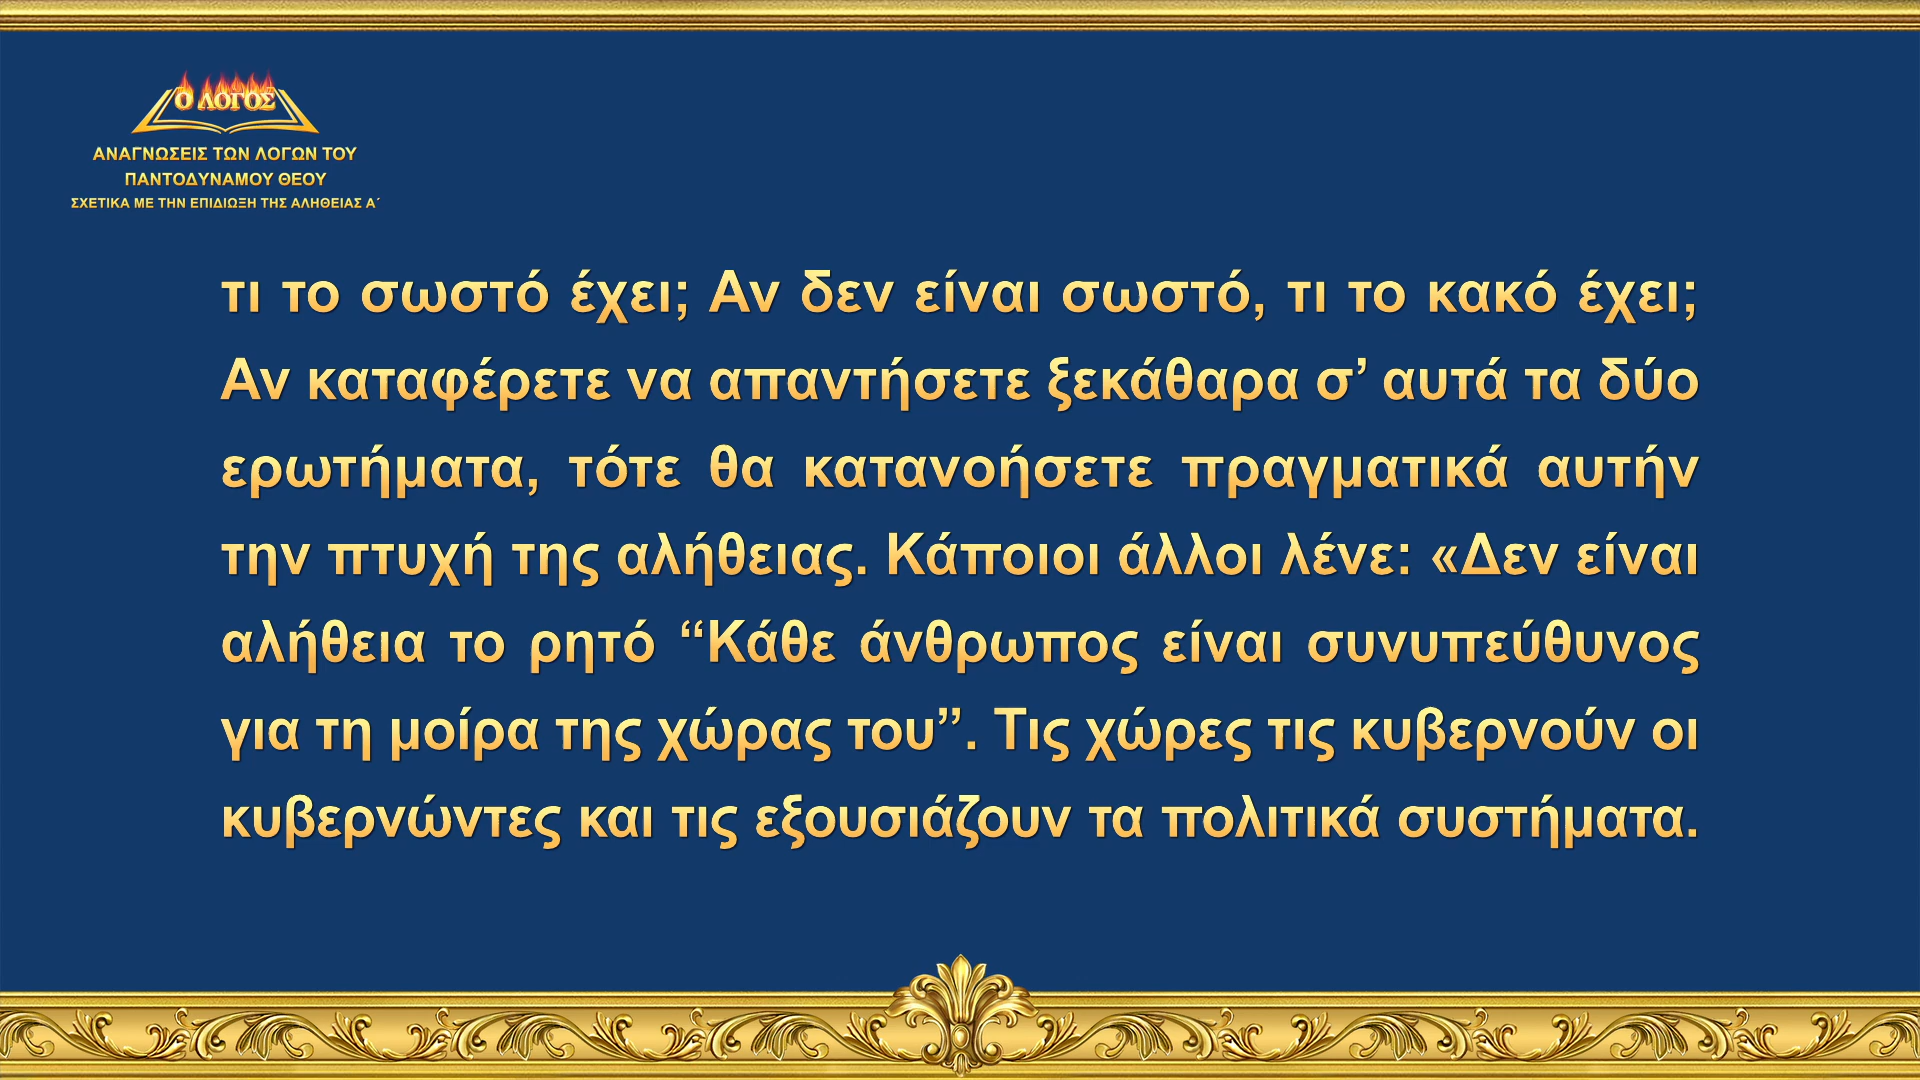 Ο ΛΟΓΟΣ
ΑΝΑΓΝΩΣΕΙΣ ΤΩΝ ΛΟΓΩΝ ΤΟΥ
ΠΑΝΤΟΔΥΝΑΜΟΥ ΘΕΟΥ
ΣΧΕΤΙΚΑ ΜΕ ΤΗΝ ΕΠΙΔΙΩΞΗ ΤΗΣ ΑΛΗΘΕΙΑΣ Α΄
τι το σωστό έχει; Αν δεν είναι σωστό, τι το κακό έχει;
Αν καταφέρετε να απαντήσετε ξεκάθαρα σ’ αυτά τα δύο
ερωτήματα, τότε θα κατανοήσετε πραγματικά αυτήν
την πτυχή της αλήθειας. Κάποιοι άλλοι λένε: «Δεν είναι
αλήθεια το ρητό “Κάθε άνθρωπος είναι συνυπεύθυνος
για τη μοίρα της χώρας του”. Τις χώρες τις κυβερνούν οι
κυβερνώντες και τις εξουσιάζουν τα πολιτικά συστήματα.